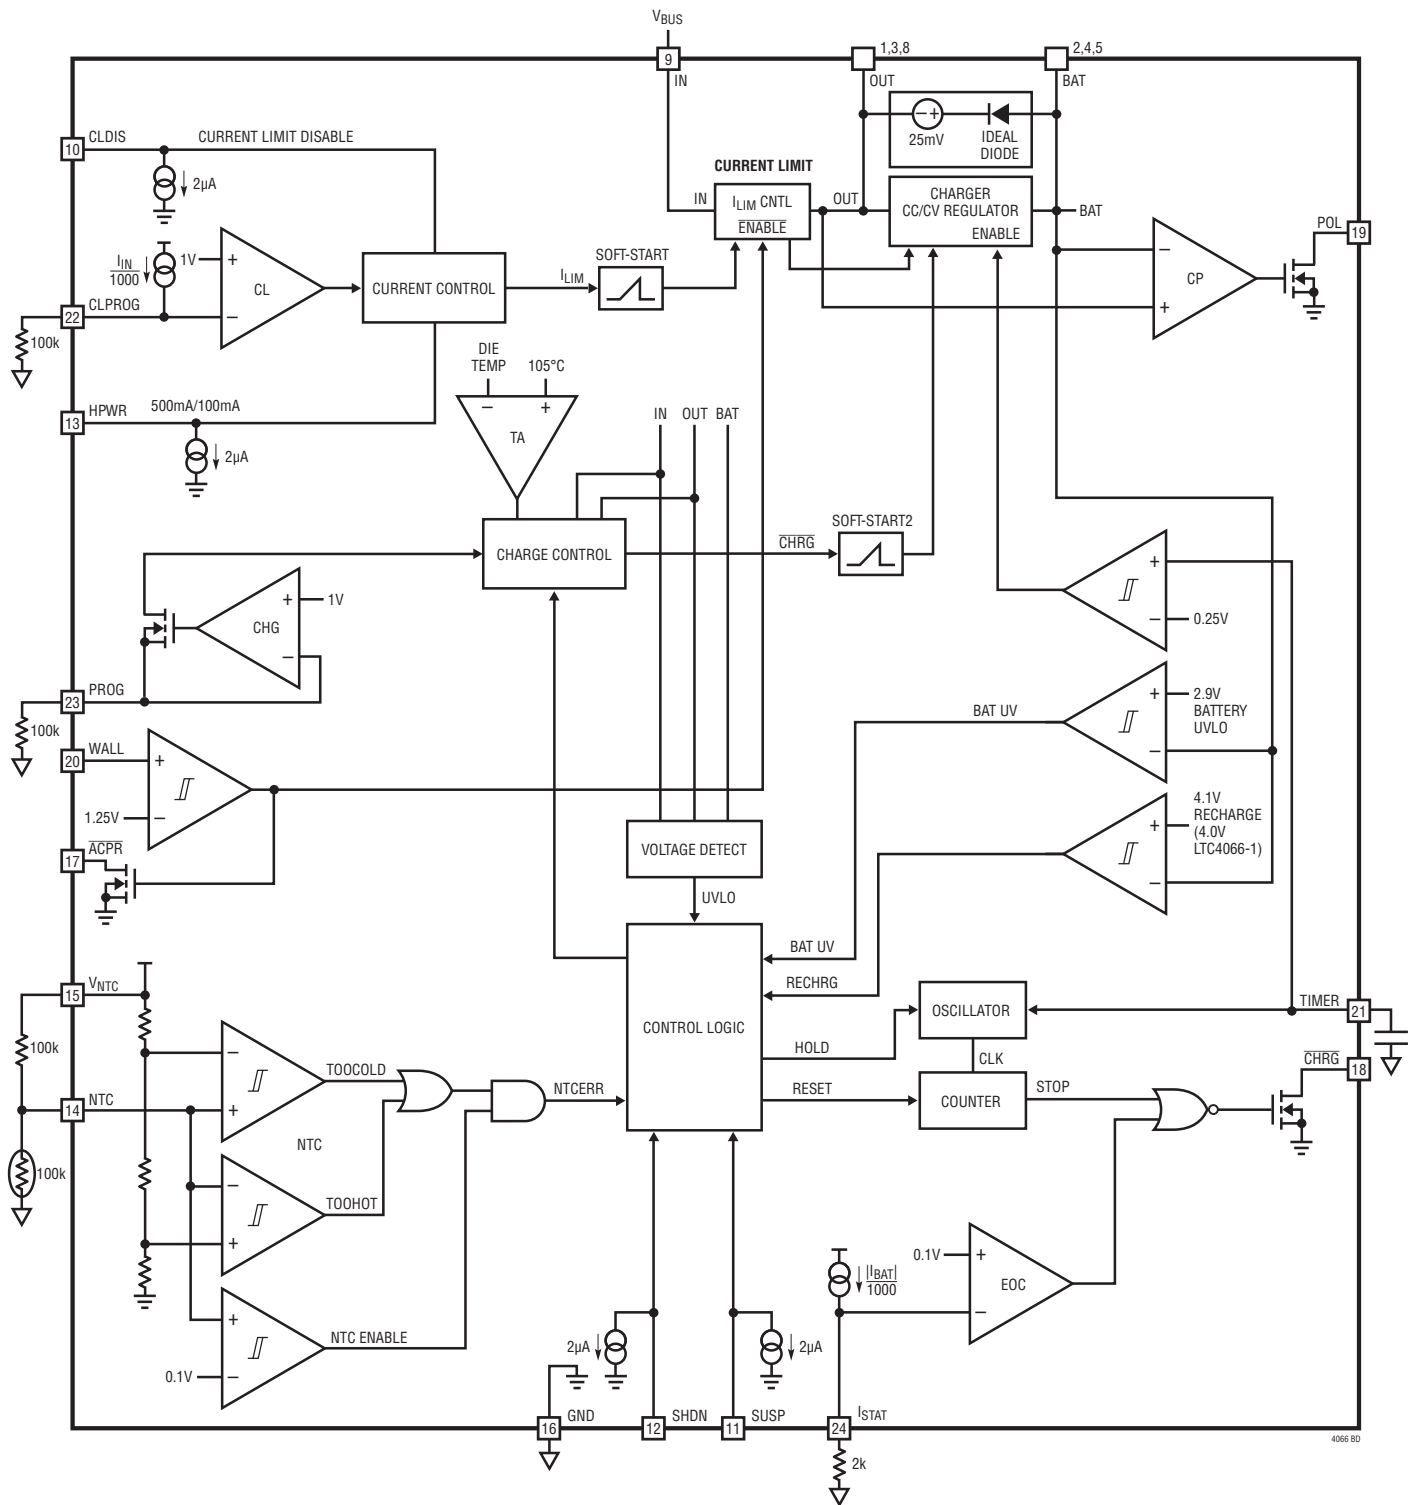 VBUS
9
IN
1,3,8
OUT
2,4,5
BAT
10
CLDIS
CURRENT LIMIT DISABLE
2µA
−+
25mV
IDEAL
DIODE
CURRENT LIMIT
IN
ILIM CNTL
ENABLE
OUT
CHARGER
CC/CV REGULATOR
ENABLE
BAT
POL
19
IIN
1000
1V
+
CL
−
CURRENT CONTROL
ILIM
SOFT-START
−
CP
+
22
CLPROG
100k
DIE
TEMP
105°C
−
+
TA
13
HPWR
500mA/100mA
2µA
IN
OUT
BAT
CHARGE CONTROL
CHRG
SOFT-START2
+
−
0.25V
+
1V
CHG
−
23
PROG
100k
BAT UV
+
2.9V
BATTERY
UVLO
−
20
WALL
+
1.25V
−
4.1V
RECHARGE
(4.0V
LTC4066-1)
+
−
17
ACPR
VOLTAGE DETECT
UVLO
BAT UV
RECHRG
CONTROL LOGIC
HOLD
RESET
OSCILLATOR
CLK
COUNTER
STOP
TIMER
21
CHRG
18
15
VNTC
100k
14
NTC
100k
−
+
TOOCOLD
NTC
−
+
TOOHOT
NTCERR
+
0.1V
−
NTC ENABLE
2µA
2µA
|IBAT|
1000
0.1V
+
EOC
−
16
GND
12
SHDN
11
SUSP
24
ISTAT
2k
4066 BD